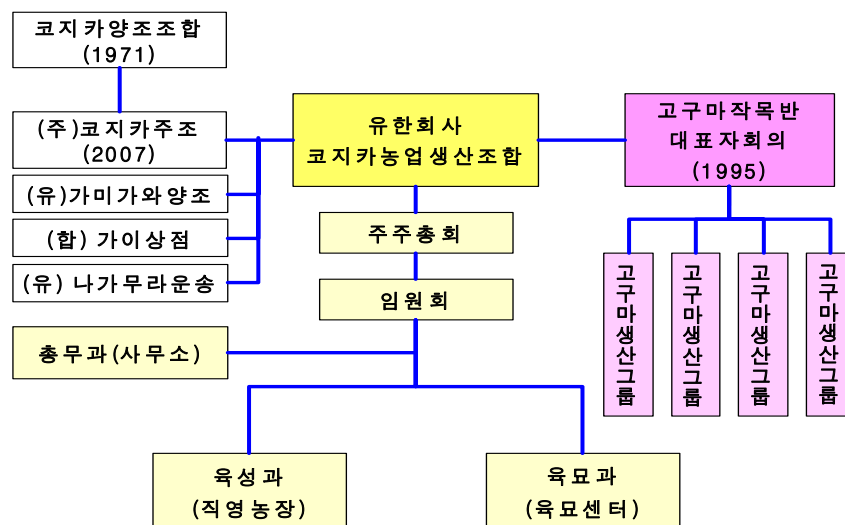 코지카양조조합
(1971)
(주)코지카주조
(2007)
(유)가미가와양조
(합) 가이상점
(유) 나가무라운송
유한회사
코지카농업생산조합
고구마작목반
대표자회의
(1995)
주주총회
임원회
총무과(사무소)
고구마생산그룹
고구마생산그룹
고구마생산그룹
고구마생산그룹
육성과
(직영농장)
육묘과
(육묘센터)